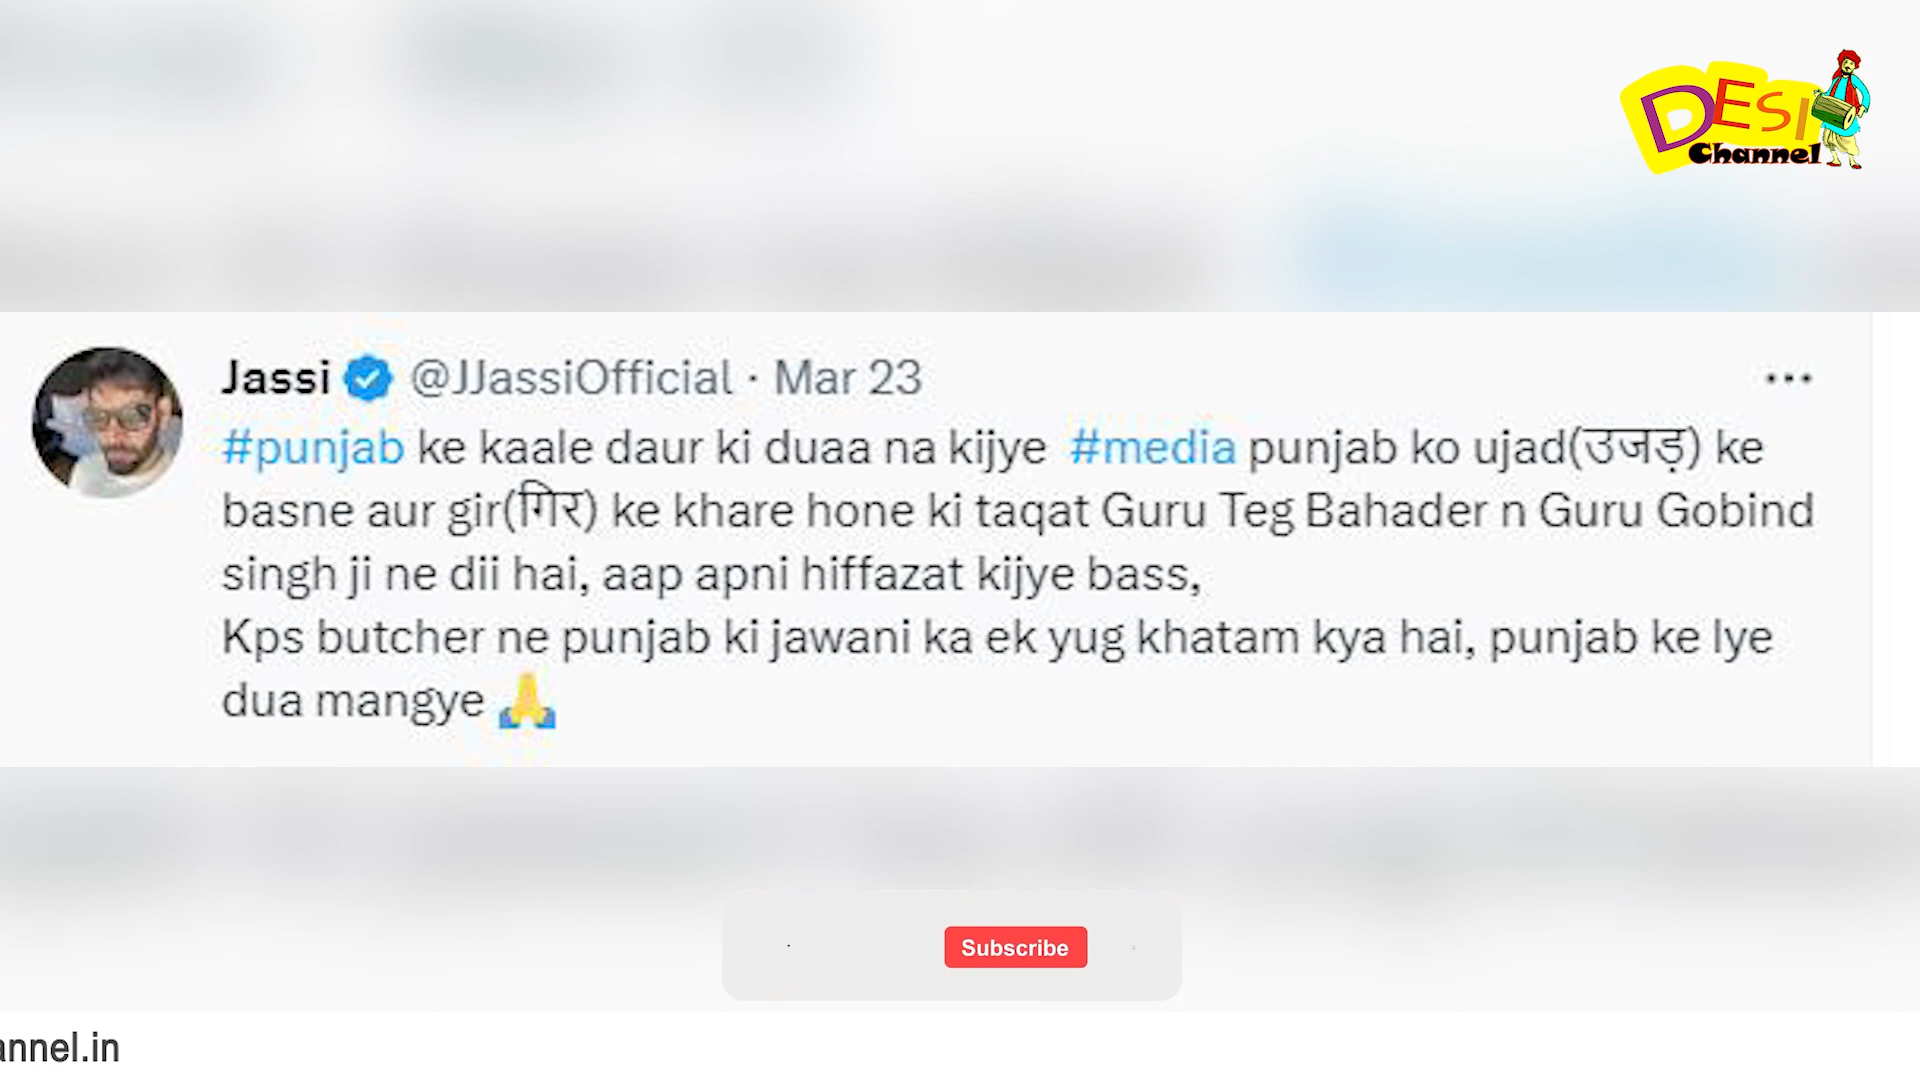 DESI
Channel
Jassi @JJassiOfficial · Mar 23
#punjab ke kaale daur ki duaa na kijye #media punjab ko ujad(उजड़) ke
basne aur gir(गिर) ke khare hone ki taqat Guru Teg Bahader n Guru Gobind
singh ji ne dii hai, aap apni hiffazat kijye bass,
Kps butcher ne punjab ki jawani ka ek yug khatam kya hai, punjab ke lye
dua mangye 🙏
Subscribe
annel.in